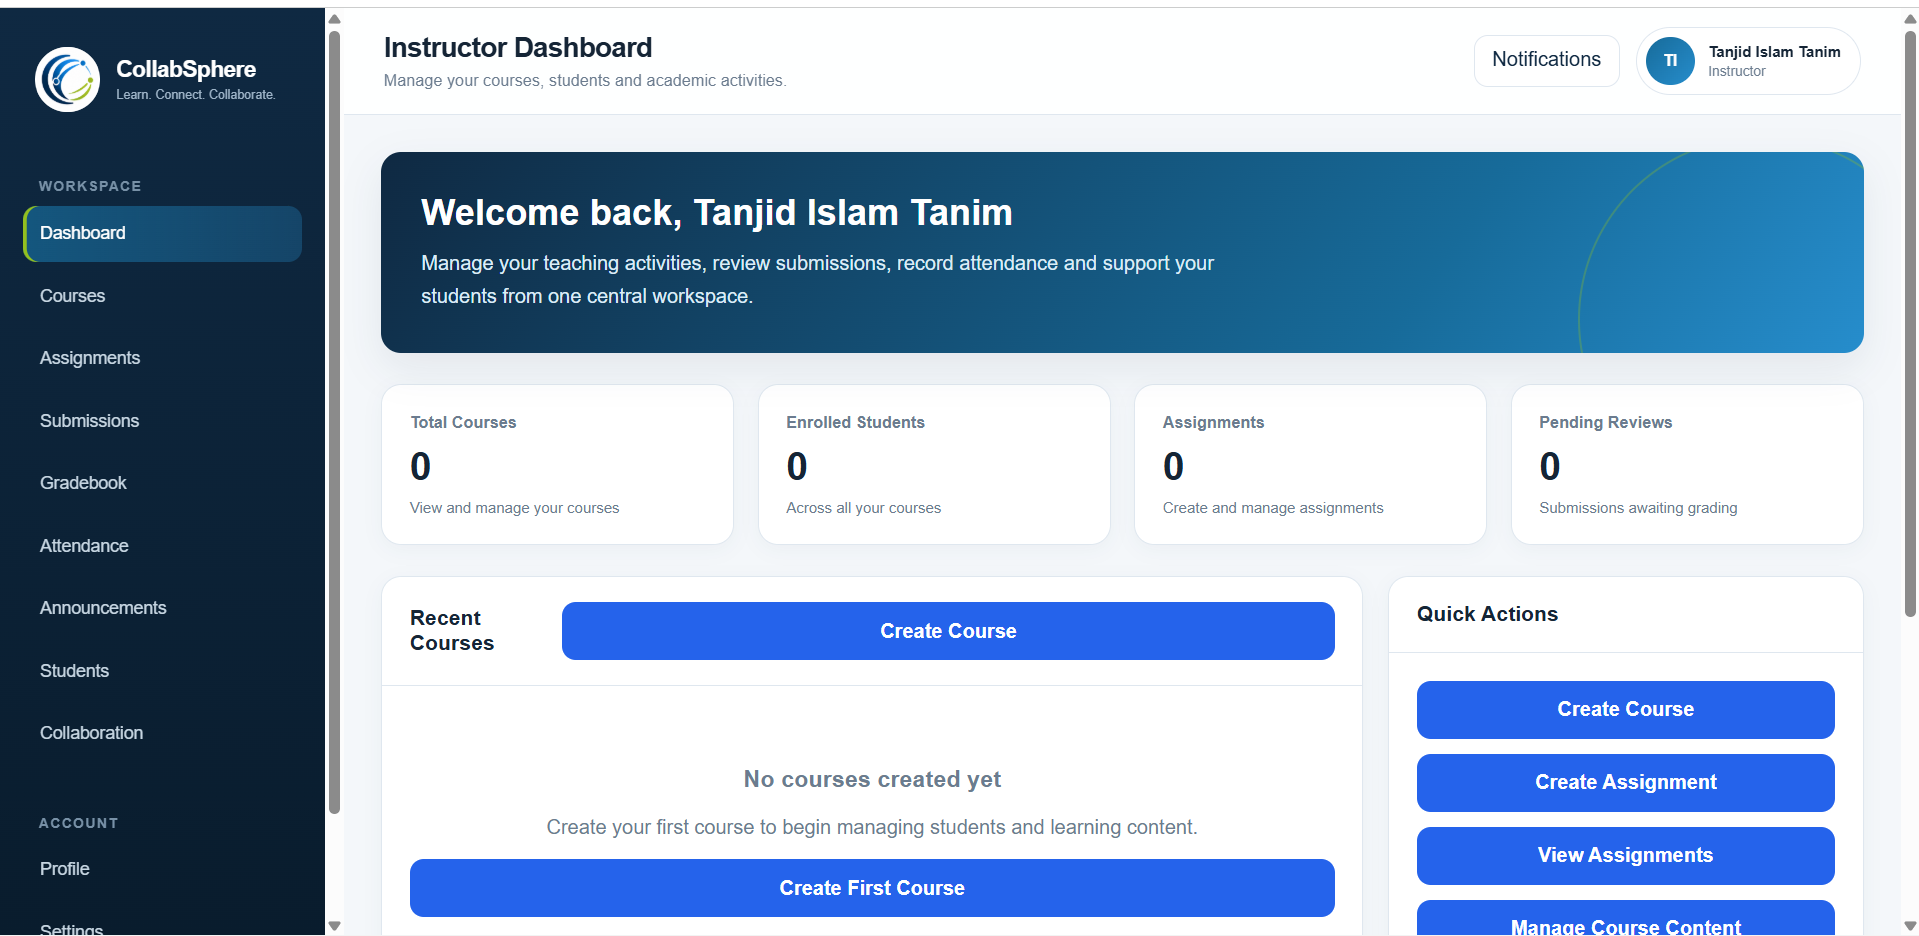 CollabSphere
Learn. Connect. Collaborate.
WORKSPACE
Dashboard
Courses
Assignments
Submissions
Gradebook
Attendance
Announcements
Students
Collaboration
ACCOUNT
Profile
Settings
Instructor Dashboard
Manage your courses, students and academic activities.
Notifications
TI
Tanjid Islam Tanim
Instructor
Welcome back, Tanjid Islam Tanim
Manage your teaching activities, review submissions, record attendance and support your
students from one central workspace.
Total Courses
0
View and manage your courses
Enrolled Students
0
Across all your courses
Assignments
0
Create and manage assignments
Pending Reviews
0
Submissions awaiting grading
Recent
Courses
Create Course
No courses created yet
Create your first course to begin managing students and learning content.
Create First Course
Quick Actions
Create Course
Create Assignment
View Assignments
Manage Course Content